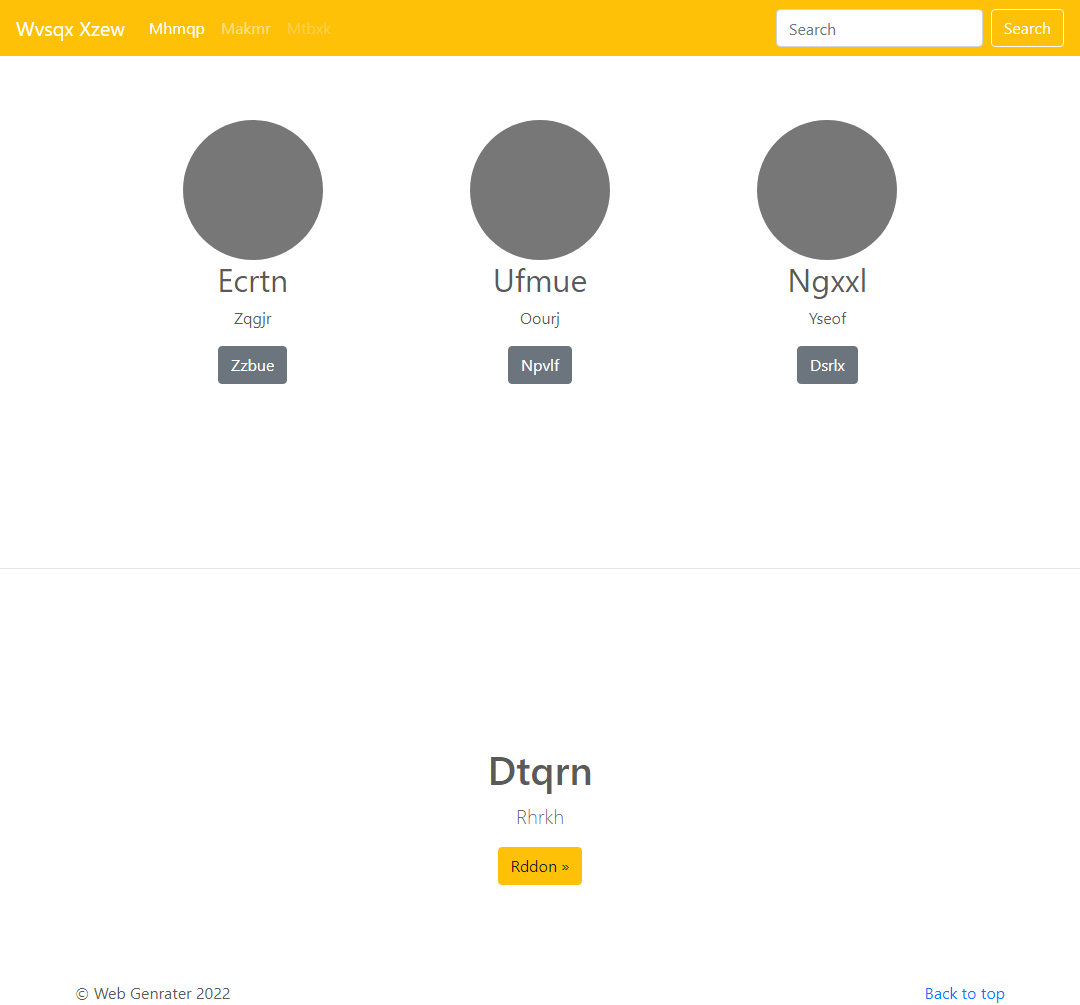 Wvsqx Xzew Mhmqp Makmr Mtbxk Search Search
Ecrtn Ufmue Ngxxl
Zqgjr Oourj Yseof
Zzbue Npvlf Dsrlx
Dtqrn
Rhrkh
Rddon »
© Web Genrater 2022 Back to top